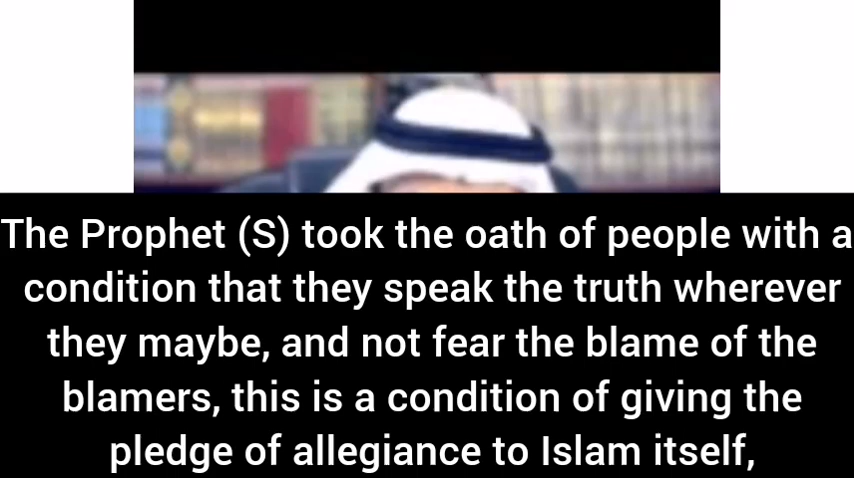 The Prophet (S) took the oath of people with a
condition that they speak the truth wherever
they maybe, and not fear the blame of the
blamers, this is a condition of giving the
pledge of allegiance to Islam itself,